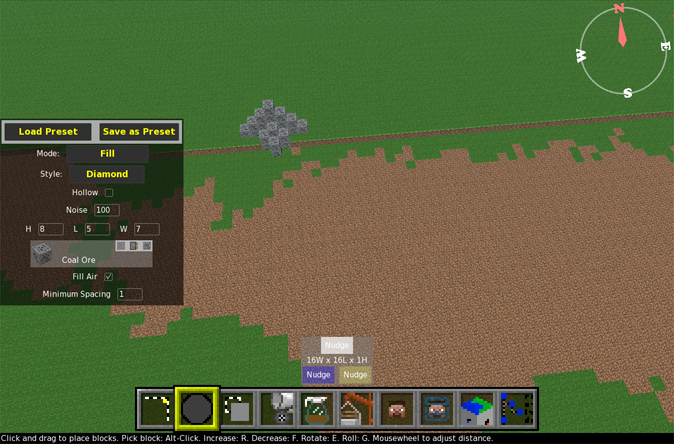 N
W
E
S
Load Preset
Save as Preset
Mode:
Fill
Style:
Diamond
Hollow
Noise
100
H
8
L
5
W
7
Coal Ore
Fill Air
Minimum Spacing
1
Nudge
16W x 16L x 1H
Nudge
Nudge
Click and drag to place blocks. Pick block: Alt-Click. Increase: R. Decrease: F. Rotate: E. Roll: G. Mousewheel to adjust distance.